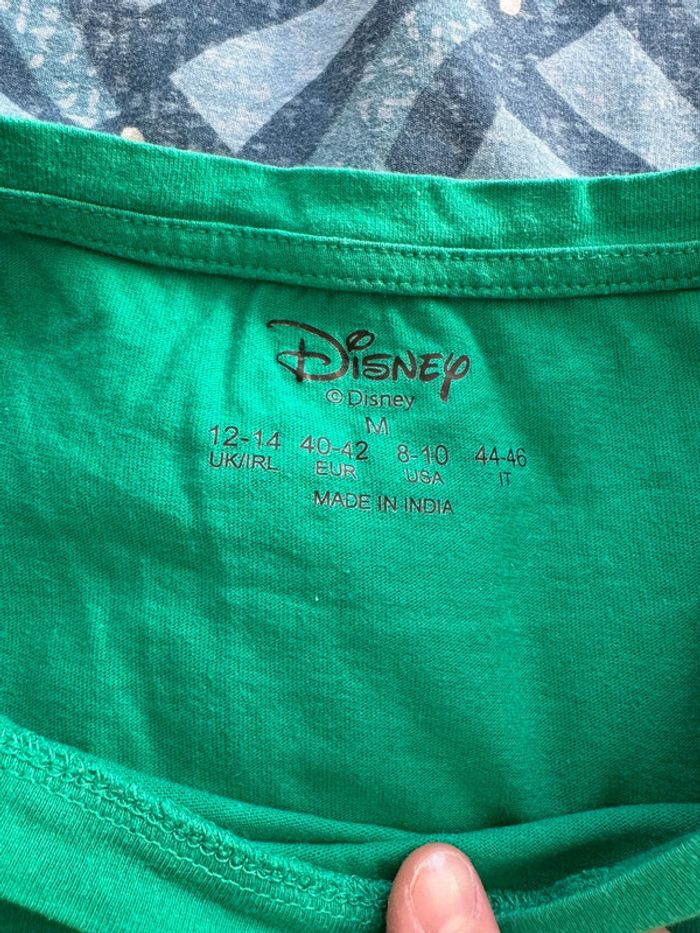 Disney
© Disney
M
12-14 40-42 8-10 44-46
UK/IRL EUR USA IT
MADE IN INDIA